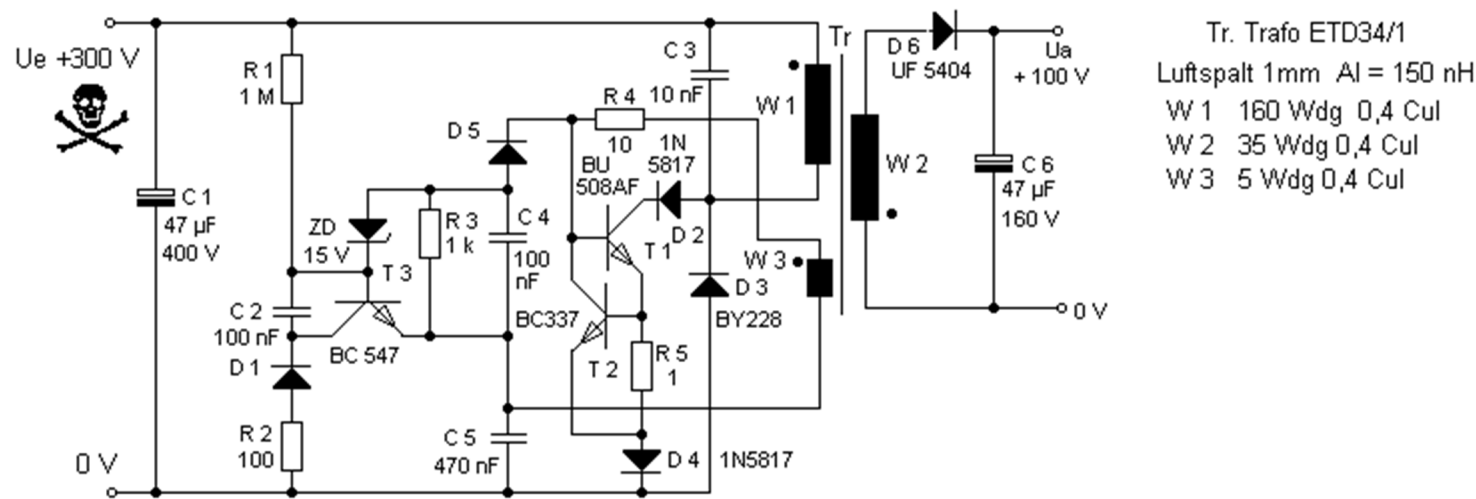 Ue +300 V
R 1
1 M
C 1
47 µF
400 V
0 V
ZD
15 V
T 3
C 2
100 nF
BC 547
D 1
R 2
100
D 5
R 3
1 k
C 4
100
nF
C 5
470 nF
R 4
10
BU
508AF
T 1
BC337
T 2
R 5
1
D 4
1N5817
1N
5817
D 2
C 3
10 nF
D 3
BY228
W 1
W 3
Tr
W 2
D 6
UF 5404
C 6
47 µF
160 V
Ua
+ 100 V
0 V
Tr. Trafo ETD34/1
Luftspalt 1mm Al = 150 nH
W 1 160 Wdg 0,4 Cul
W 2 35 Wdg 0,4 Cul
W 3 5 Wdg 0,4 Cul